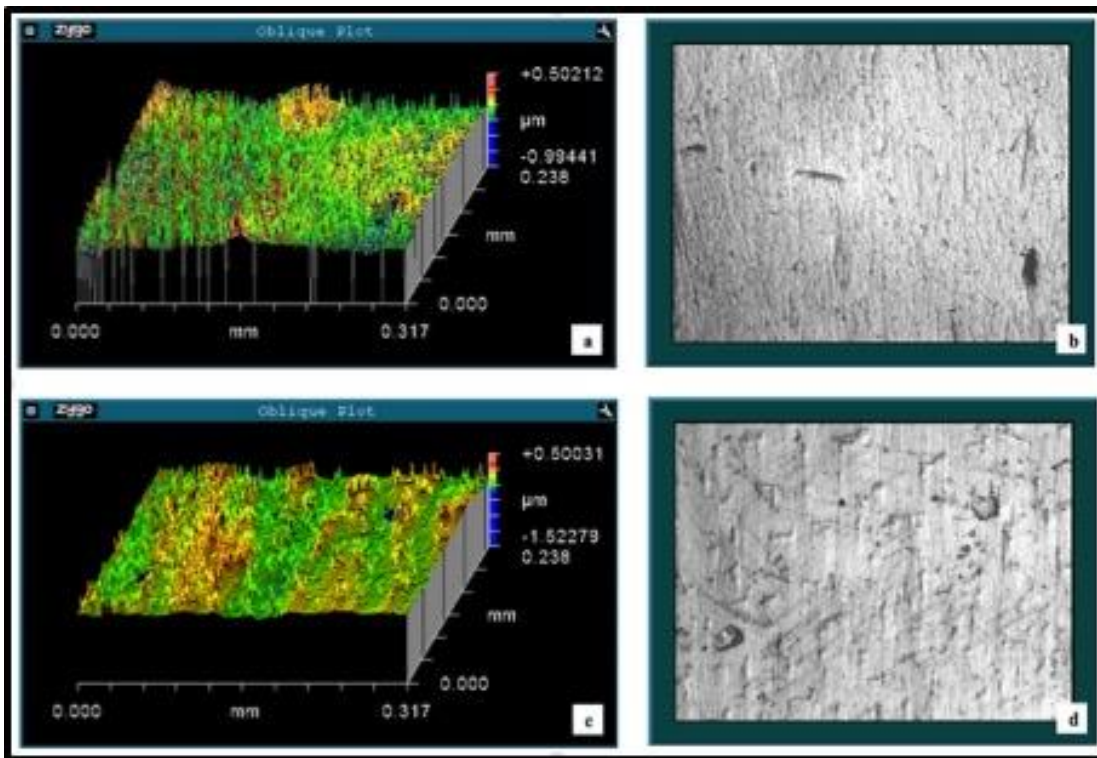 zygo
Oblique Plot
+0.50212
µm
-0.99441
0.238
mm
0.000
0.000
mm
0.317
a
b
zygo
Oblique Plot
+0.50031
µm
-1.52279
0.238
mm
0.000
0.000
mm
0.317
c
d